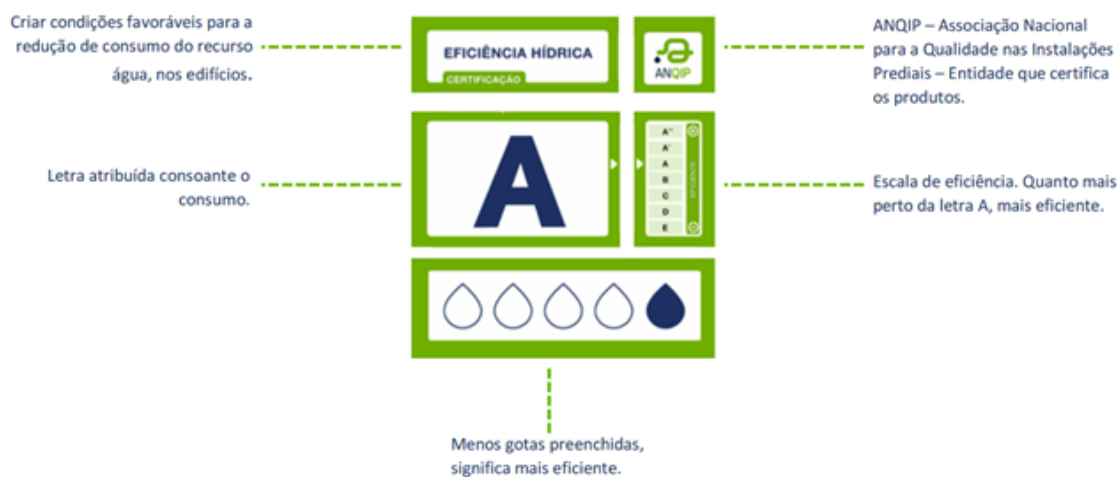 Criar condições favoráveis para a
redução de consumo do recurso
água, nos edifícios.
EFICIÊNCIA HÍDRICA
CERTIFICAÇÃO
ANQIP
ANQIP – Associação Nacional
para a Qualidade nas Instalações
Prediais – Entidade que certifica
os produtos.
Letra atribuída consoante o
consumo.
A
A++
A+
A
B
C
D
E
EFICIENTE
Escala de eficiência. Quanto mais
perto da letra A, mais eficiente.
Menos gotas preenchidas,
significa mais eficiente.